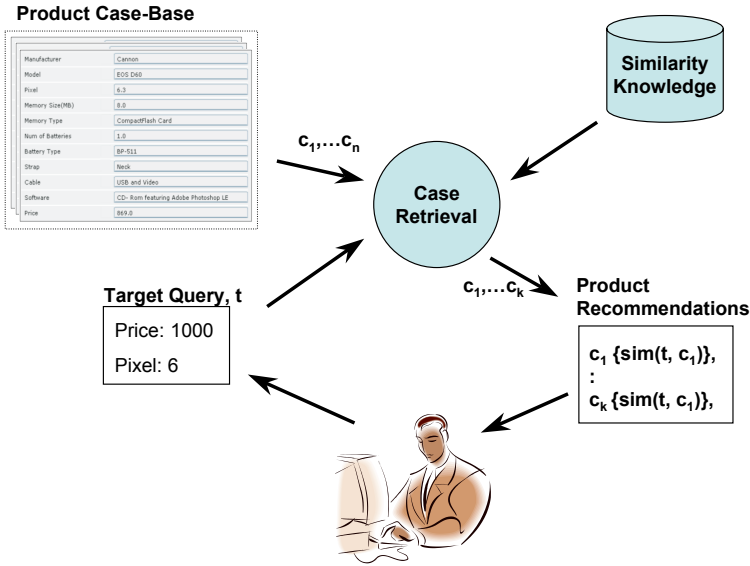 Product Case-Base
Manufacturer Cannon
Model EOS D60
Pixel 6.3
Memory Size(MB) 8.0
Memory Type CompactFlash Card
Num of Batteries 1.0
Battery Type BP-511
Strap Neck
Cable USB and Video
Software CD- Rom featuring Adobe Photoshop LE
Price 869.0
Similarity
Knowledge
c1,…cn
Case
Retrieval
c1,…ck
Target Query, t
Price: 1000
Pixel: 6
Product
Recommendations
c1 {sim(t, c1)},
:
ck {sim(t, c1)},